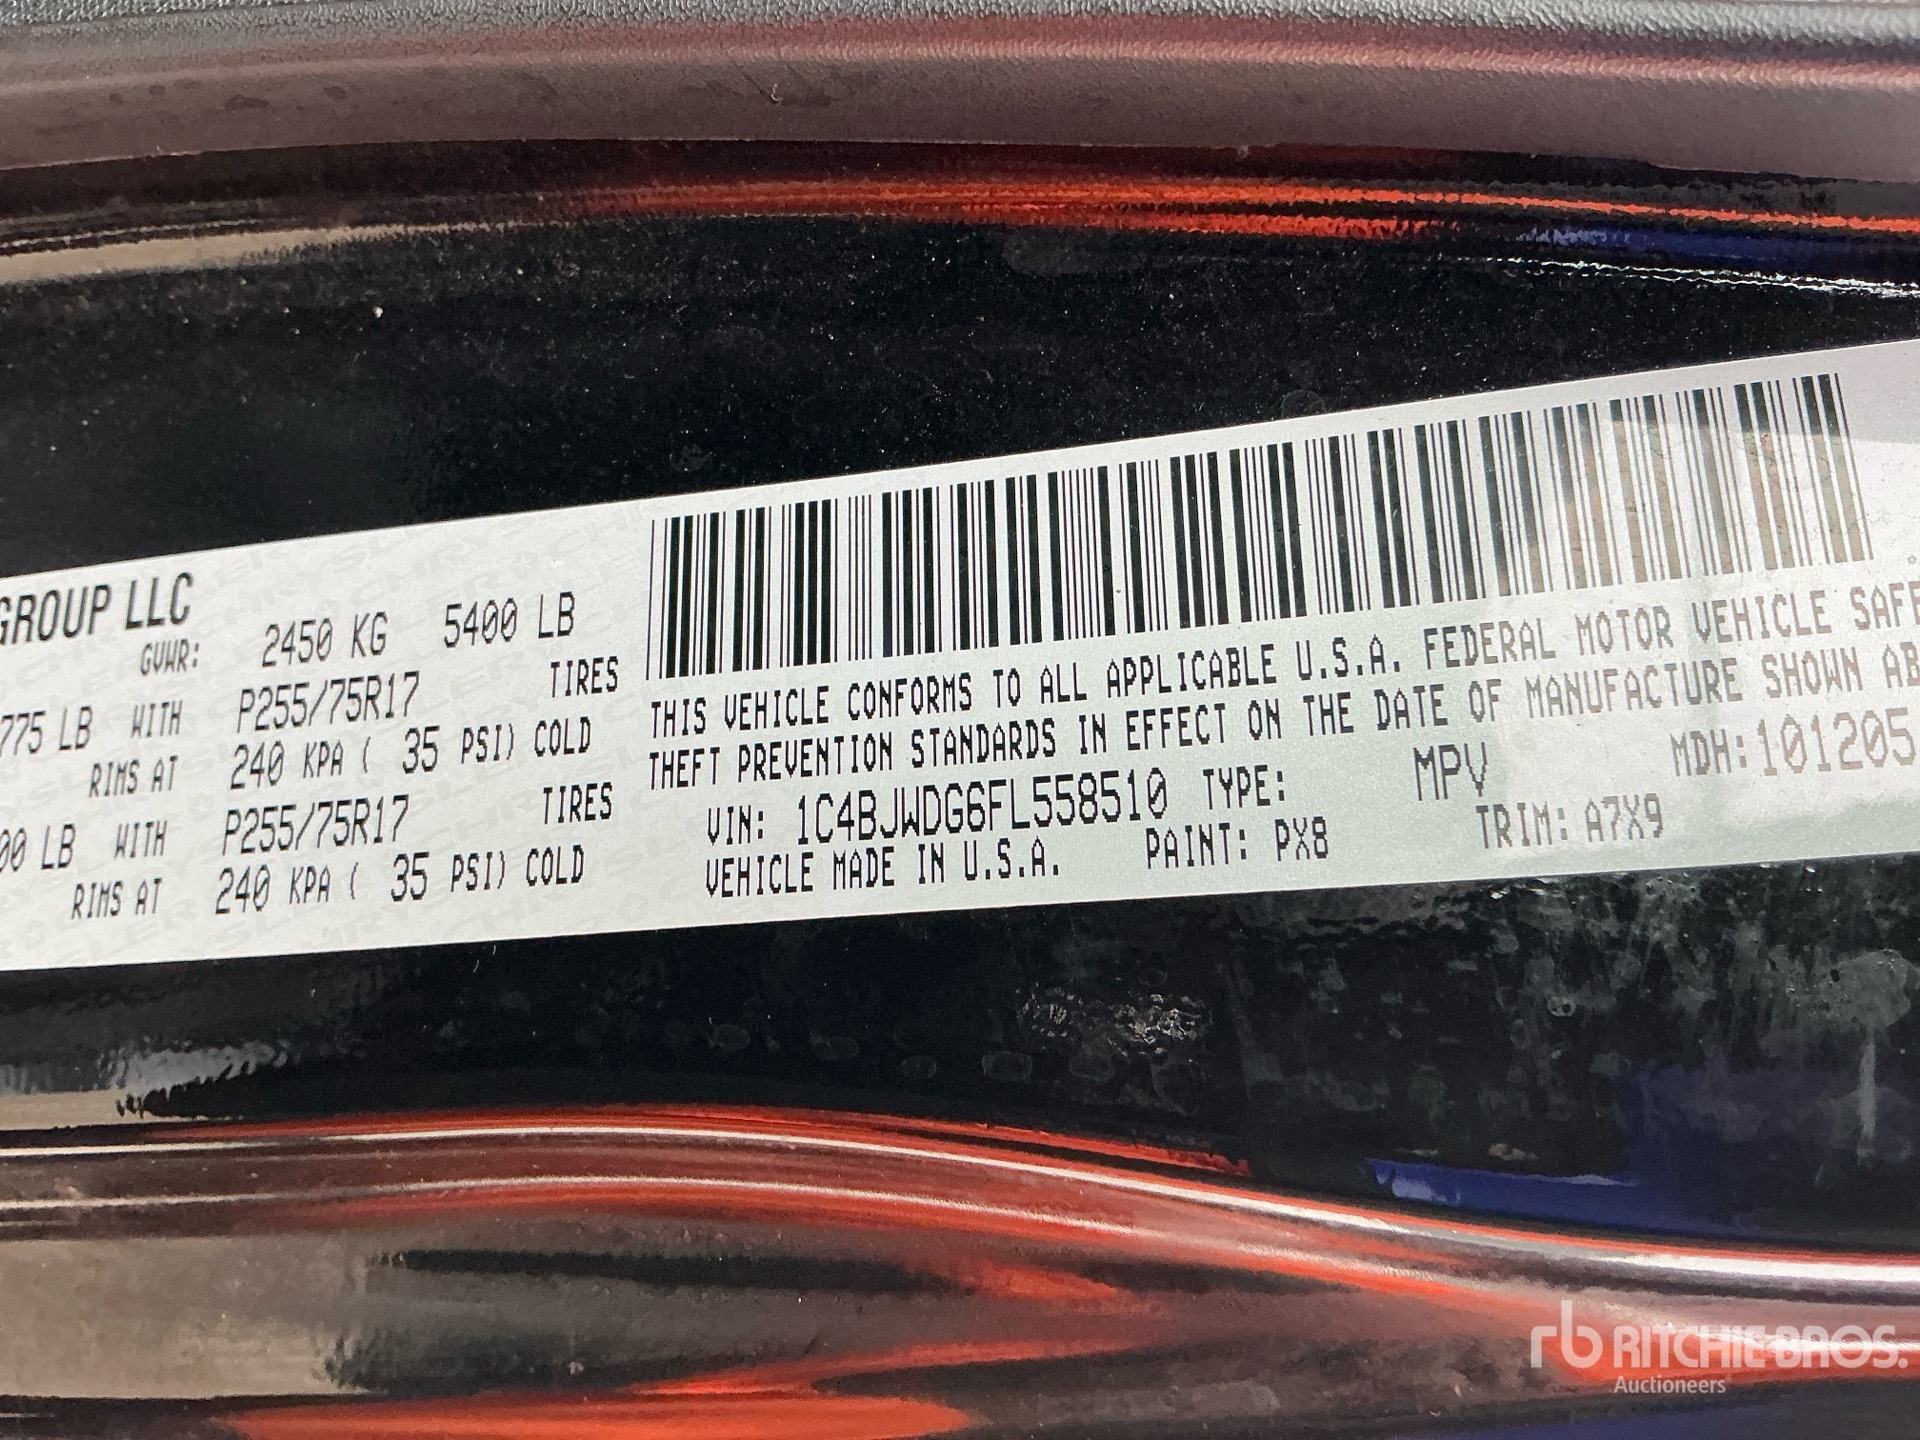 GROUP LLC
GVWR: 2450 KG 5400 LB
775 LB WITH P255/75R17 TIRES
RIMS AT 240 KPA ( 35 PSI) COLD
00 LB WITH P255/75R17 TIRES
RIMS AT 240 KPA ( 35 PSI) COLD
THIS VEHICLE CONFORMS TO ALL APPLICABLE U.S.A. FEDERAL MOTOR VEHICLE SAFE
THEFT PREVENTION STANDARDS IN EFFECT ON THE DATE OF MANUFACTURE SHOWN AB
VIN: 1C4BJWDG6FL558510 TYPE: MPV MDH:101205
VEHICLE MADE IN U.S.A. PAINT: PX8 TRIM: A7X9
rb RITCHIE BROS.
Auctioneers